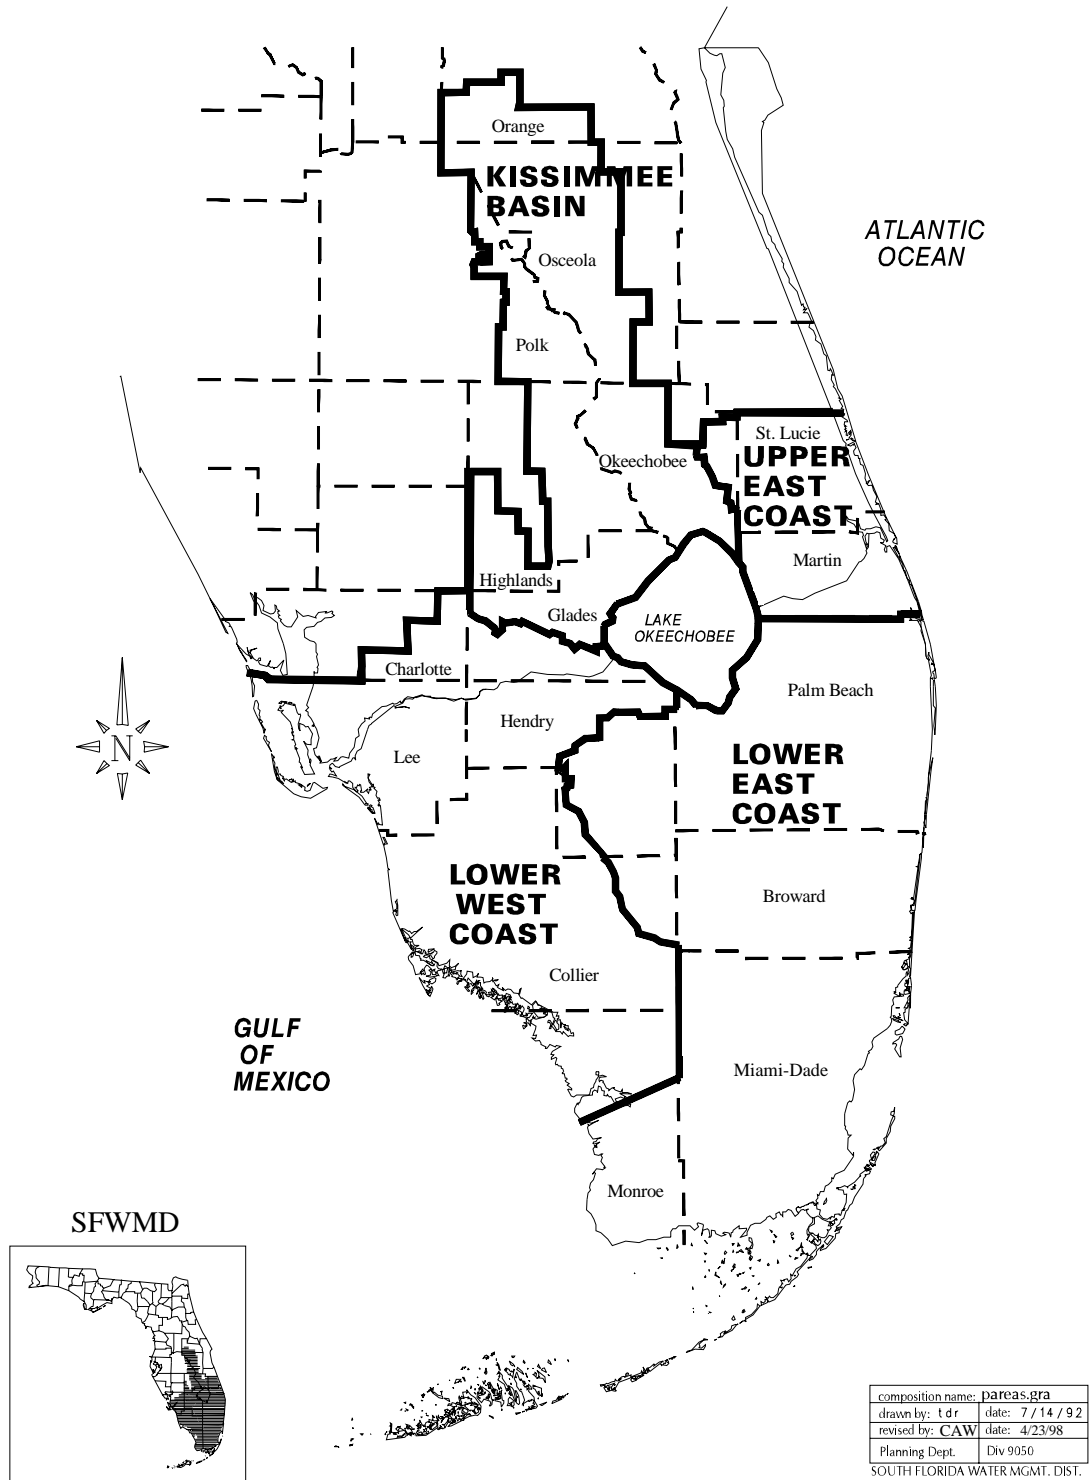 Orange
KISSIMMEE
BASIN
ATLANTIC
OCEAN
Osceola
Polk
St. Lucie
Okeechobee
UPPER
EAST
COAST
Martin
Highlands
Glades
LAKE
OKEECHOBEE
Charlotte
Palm Beach
Hendry
N
Lee
LOWER
EAST
COAST
LOWER
WEST
COAST
Broward
Collier
GULF
OF
MEXICO
Miami-Dade
Monroe
SFWMD
composition name: pareas.gra
drawn by: tdr date: 7/14/92
revised by: CAW date: 4/23/98
Planning Dept. Div 9050
SOUTH FLORIDA WATER MGMT. DIST.